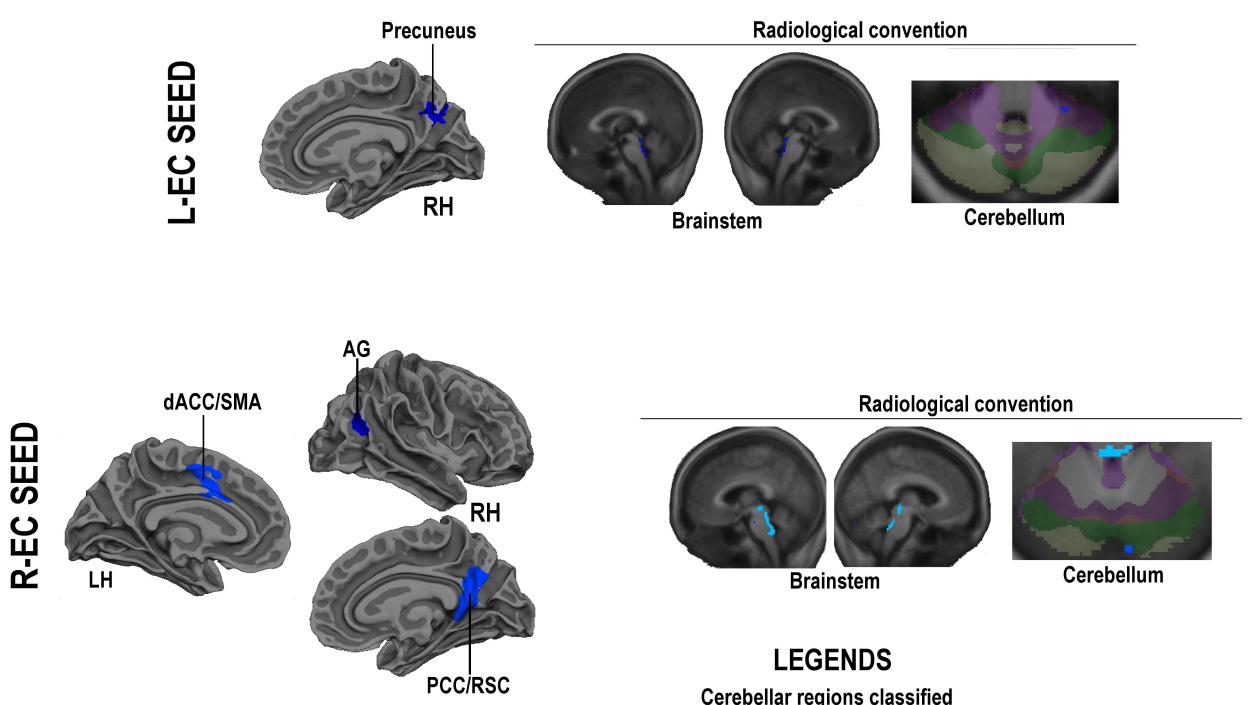 L-EC SEED
Precuneus
RH
Radiological convention
Brainstem
Cerebellum
R-EC SEED
dACC/SMA
LH
AG
RH
PCC/RSC
Radiological convention
Brainstem
Cerebellum
LEGENDS
Cerebellar regions classified